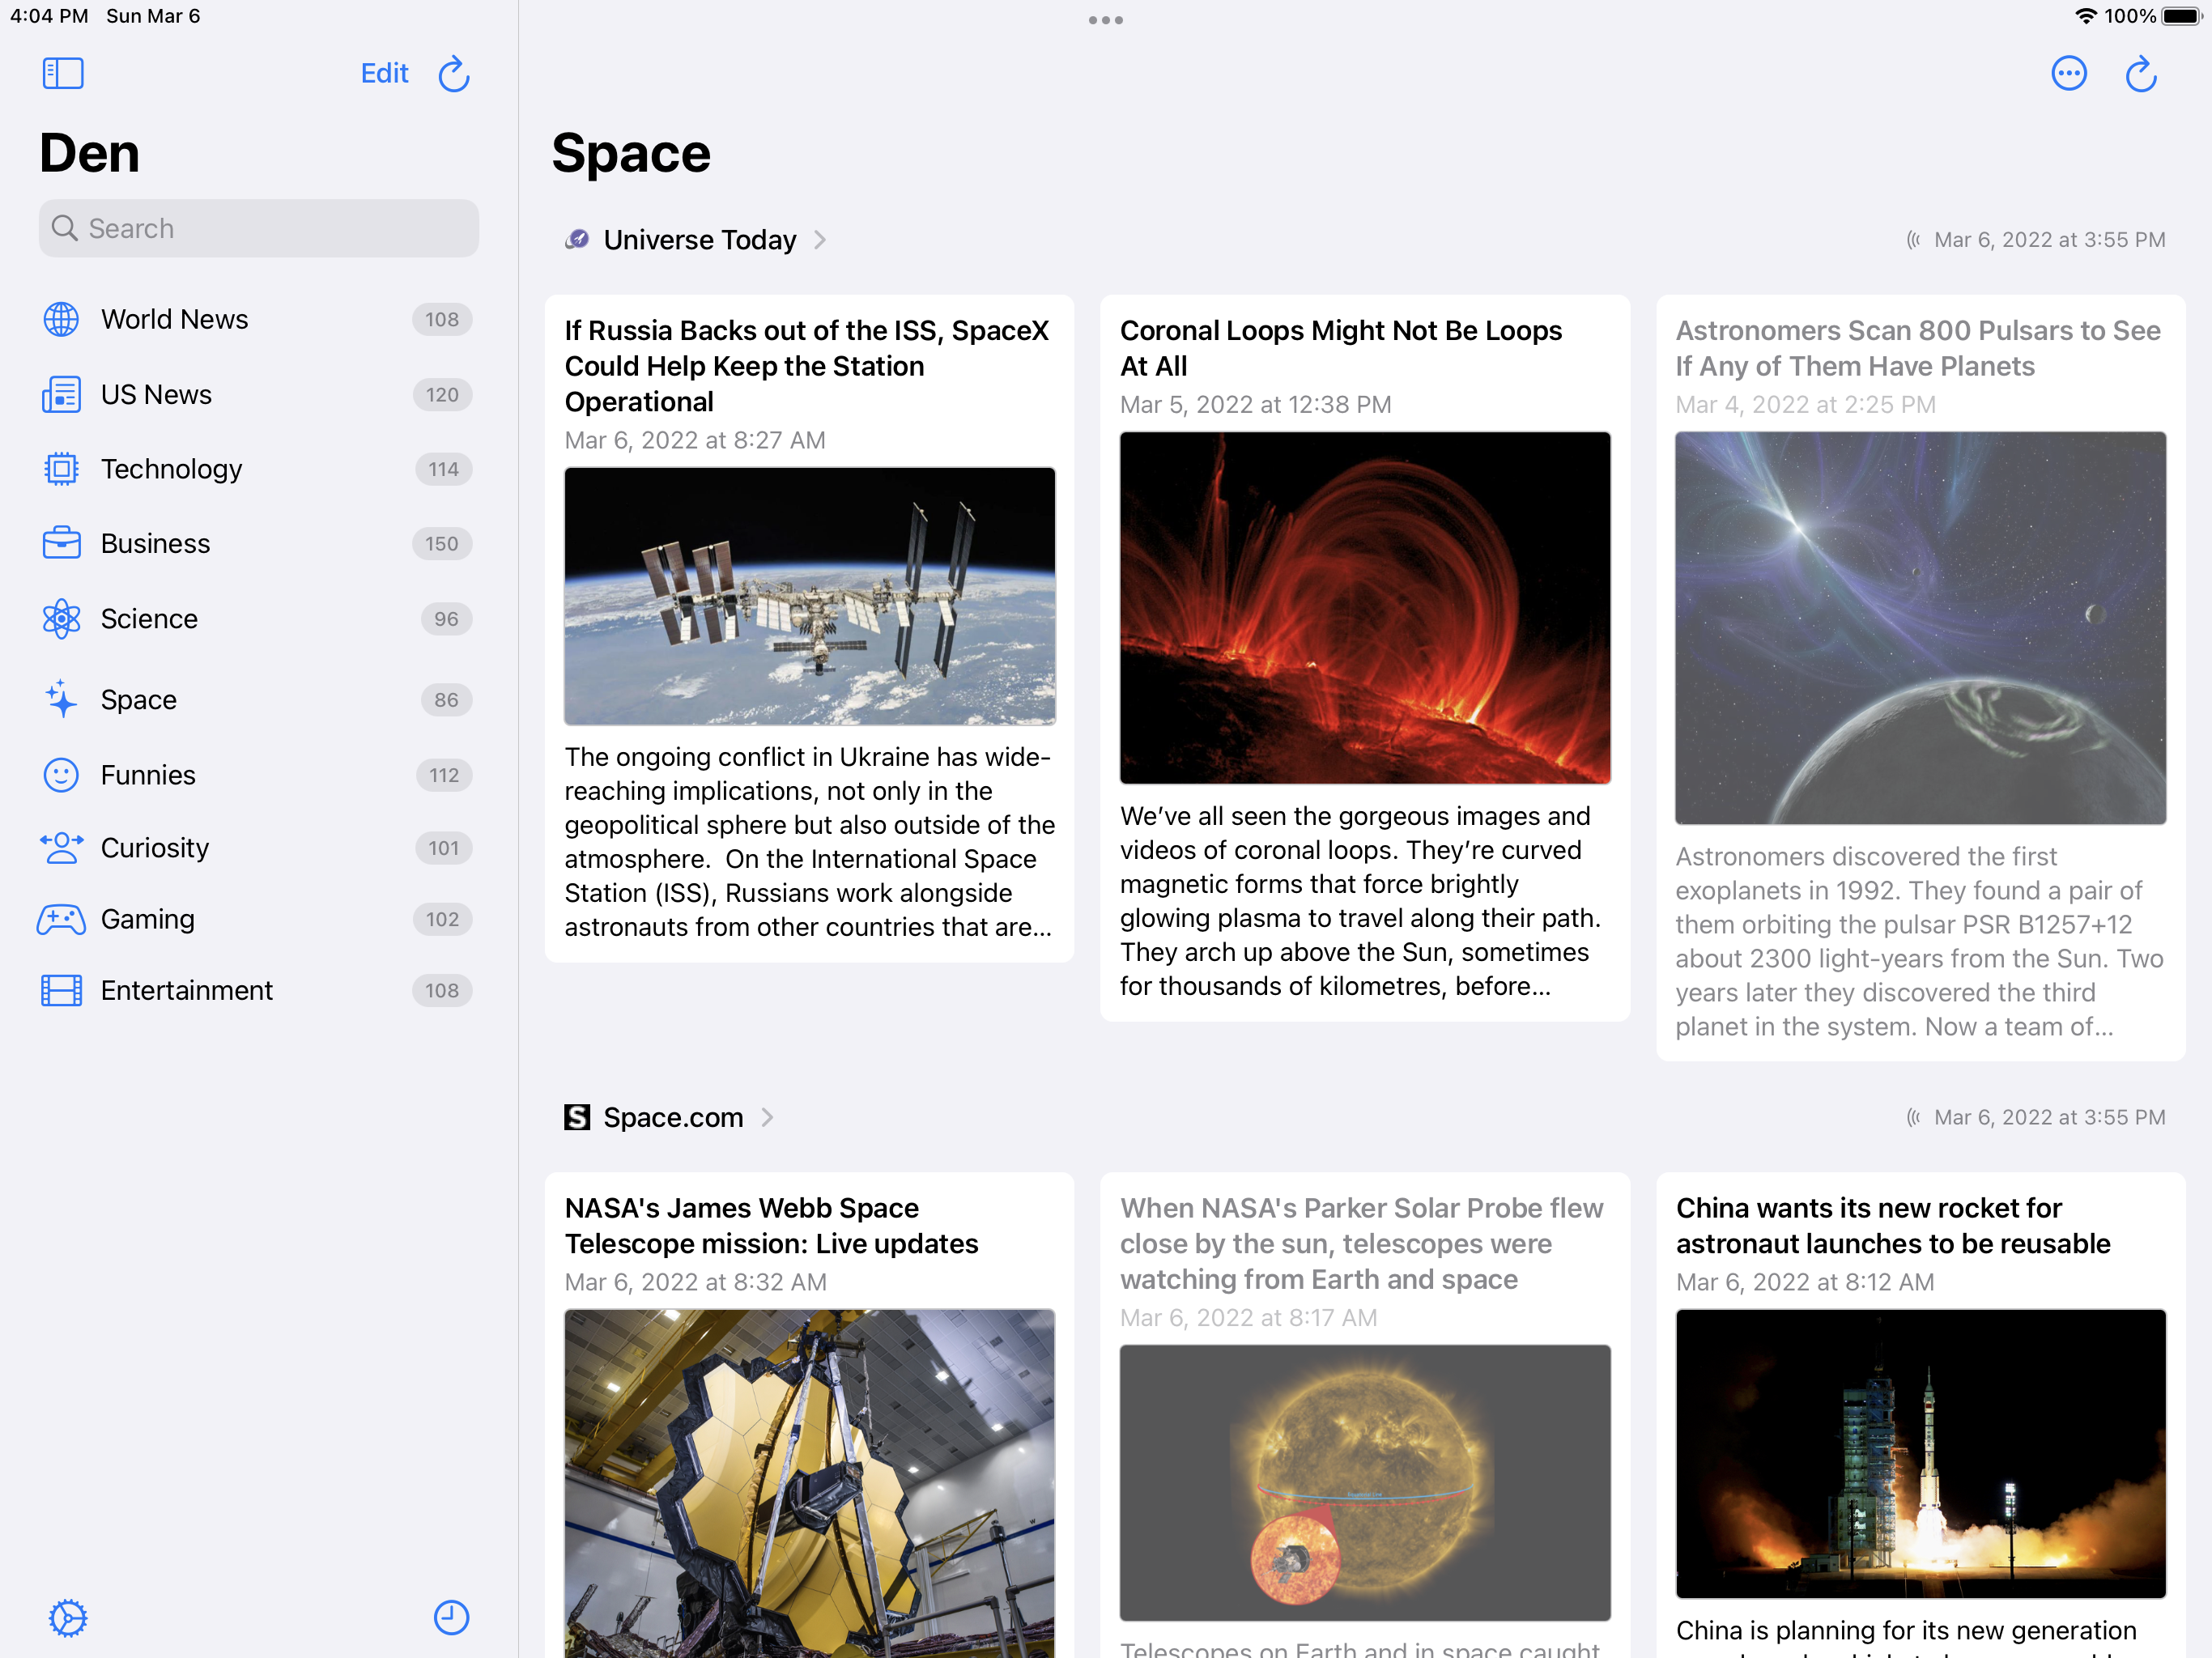 4:04 PM Sun Mar 6
100%
Edit
Den
Search
World News 108
US News 120
Technology 114
Business 150
Science 96
Space 86
Funnies 112
Curiosity 101
Gaming 102
Entertainment 108
Space
Universe Today
Mar 6, 2022 at 3:55 PM
If Russia Backs out of the ISS, SpaceX
Could Help Keep the Station
Operational
Mar 6, 2022 at 8:27 AM
The ongoing conflict in Ukraine has wide-
reaching implications, not only in the
geopolitical sphere but also outside of the
atmosphere.  On the International Space
Station (ISS), Russians work alongside
astronauts from other countries that are...
Coronal Loops Might Not Be Loops
At All
Mar 5, 2022 at 12:38 PM
We’ve all seen the gorgeous images and
videos of coronal loops. They’re curved
magnetic forms that force brightly
glowing plasma to travel along their path.
They arch up above the Sun, sometimes
for thousands of kilometres, before...
Astronomers Scan 800 Pulsars to See
If Any of Them Have Planets
Mar 4, 2022 at 2:25 PM
Astronomers discovered the first
exoplanets in 1992. They found a pair of
them orbiting the pulsar PSR B1257+12
about 2300 light-years from the Sun. Two
years later they discovered the third
planet in the system. Now a team of...
S Space.com
Mar 6, 2022 at 3:55 PM
NASA's James Webb Space
Telescope mission: Live updates
Mar 6, 2022 at 8:32 AM
When NASA's Parker Solar Probe flew
close by the sun, telescopes were
watching from Earth and space
Mar 6, 2022 at 8:17 AM
Telescopes on Earth and in space caught
China wants its new rocket for
astronaut launches to be reusable
Mar 6, 2022 at 8:12 AM
China is planning for its new generation